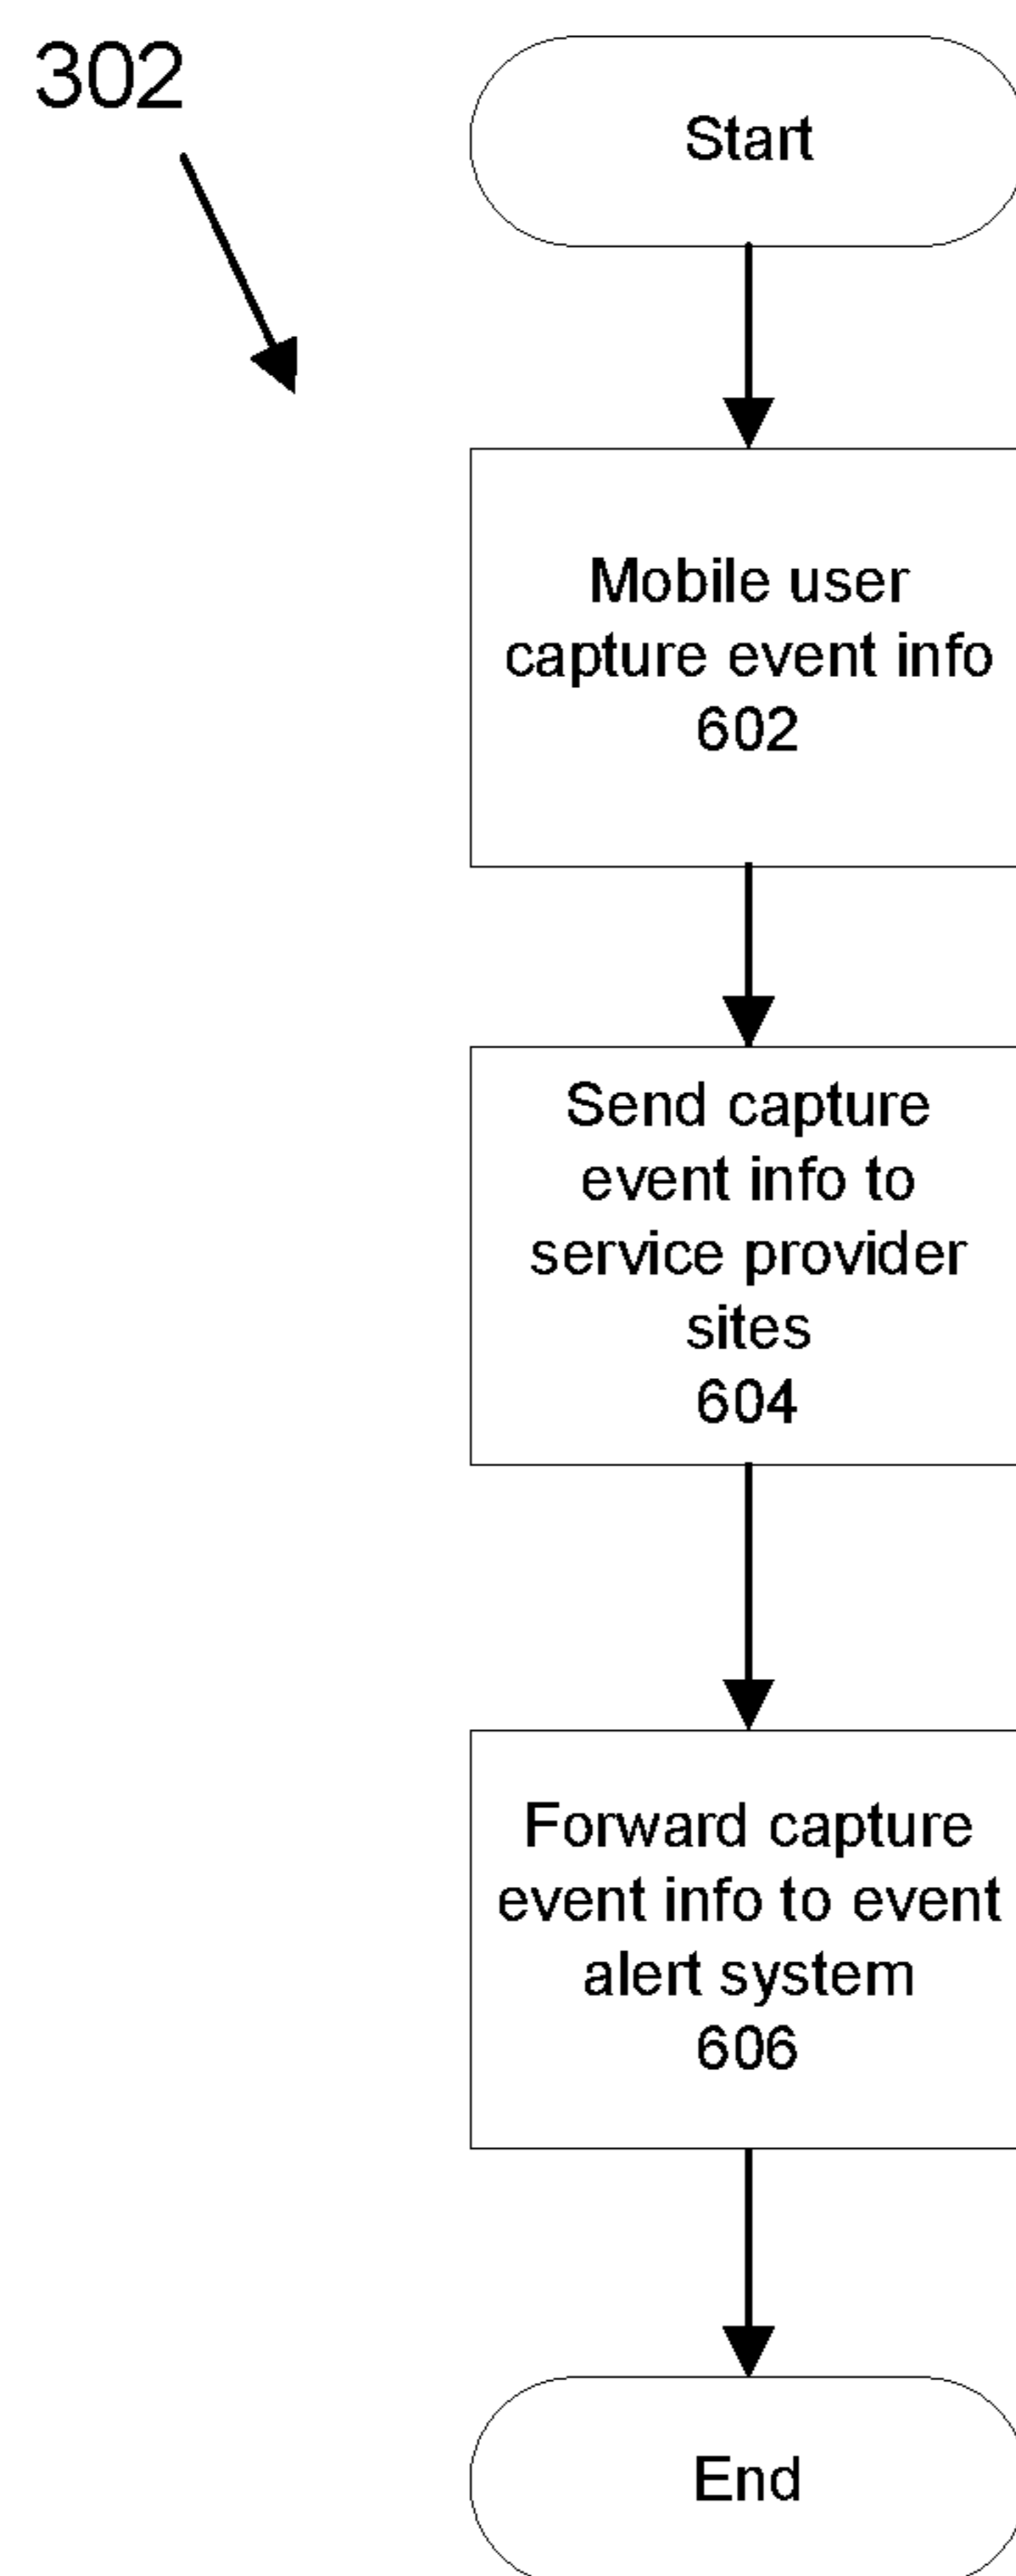 302
Start
Mobile user
capture event info
602
Send capture
event info to
service provider
sites
604
Forward capture
event info to event
alert system
606
End